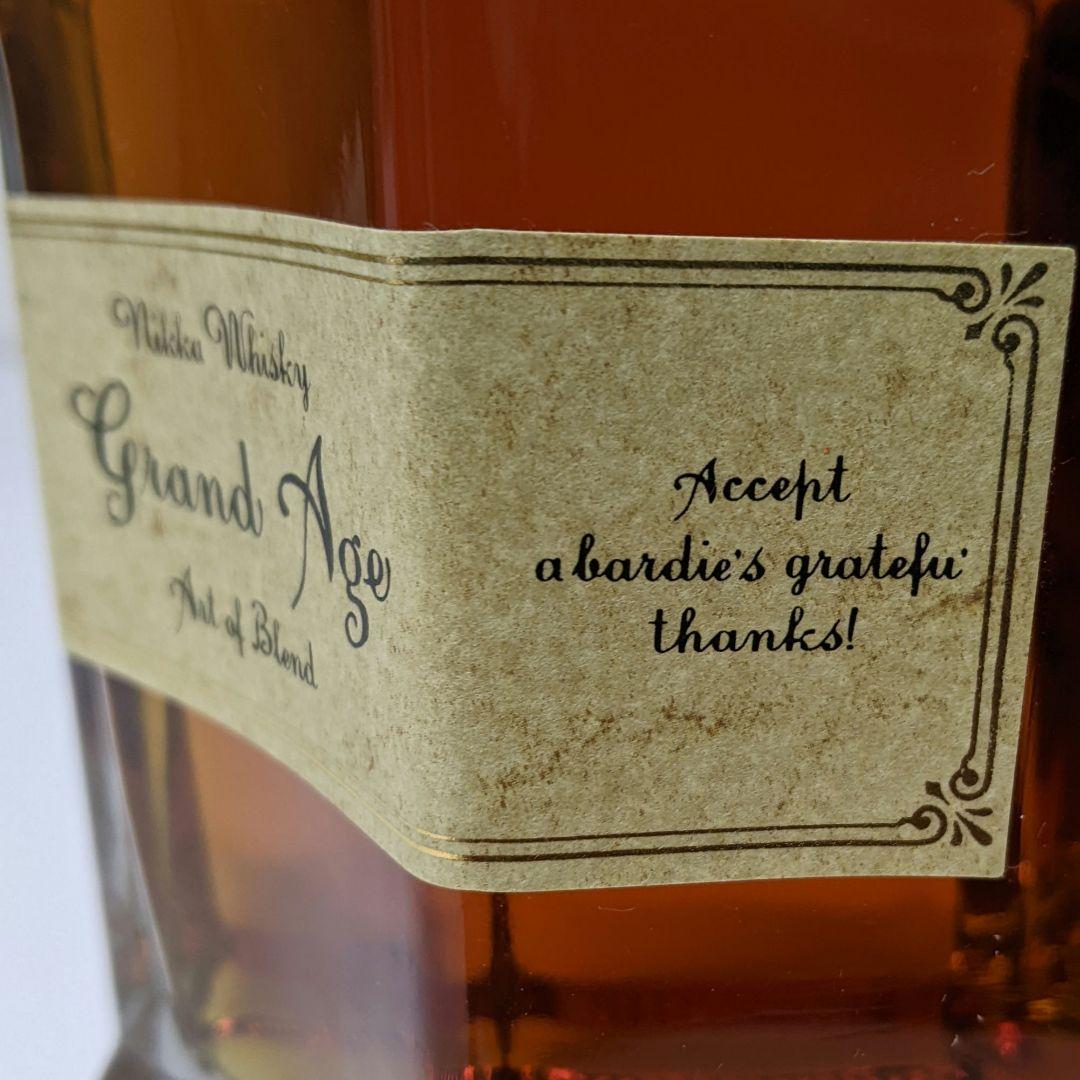 Nikka Whisky
Grand Age
Art of Blend
Accept
a bardie's gratefu'
thanks!